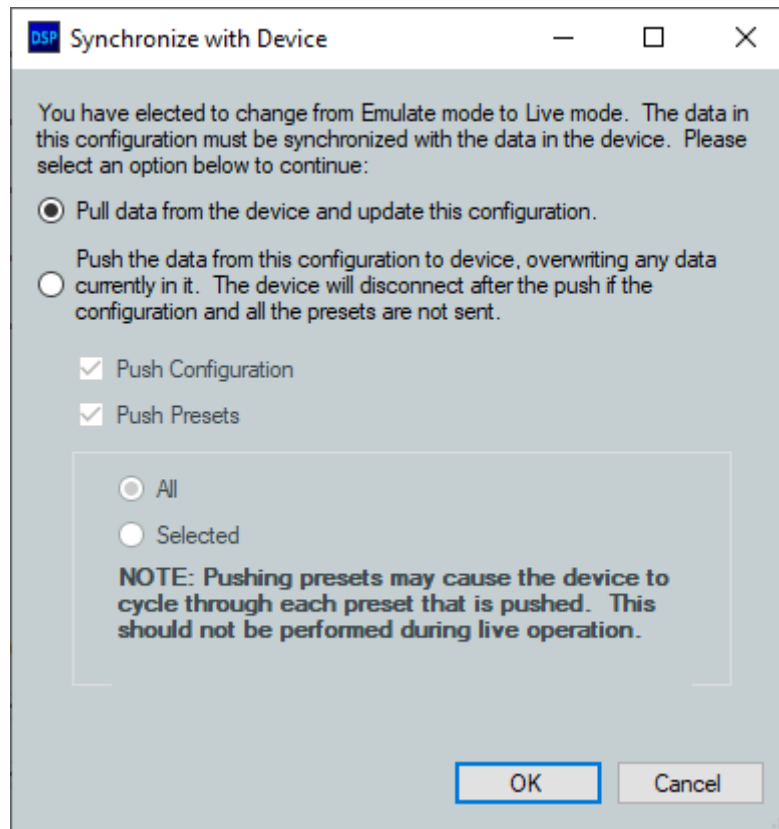 DSP Synchronize with Device
You have elected to change from Emulate mode to Live mode.  The data in
this configuration must be synchronized with the data in the device.  Please
select an option below to continue:
Pull data from the device and update this configuration.
Push the data from this configuration to device, overwriting any data
currently in it.  The device will disconnect after the push if the
configuration and all the presets are not sent.
Push Configuration
Push Presets
All
Selected
NOTE: Pushing presets may cause the device to
cycle through each preset that is pushed.  This
should not be performed during live operation.
OK Cancel